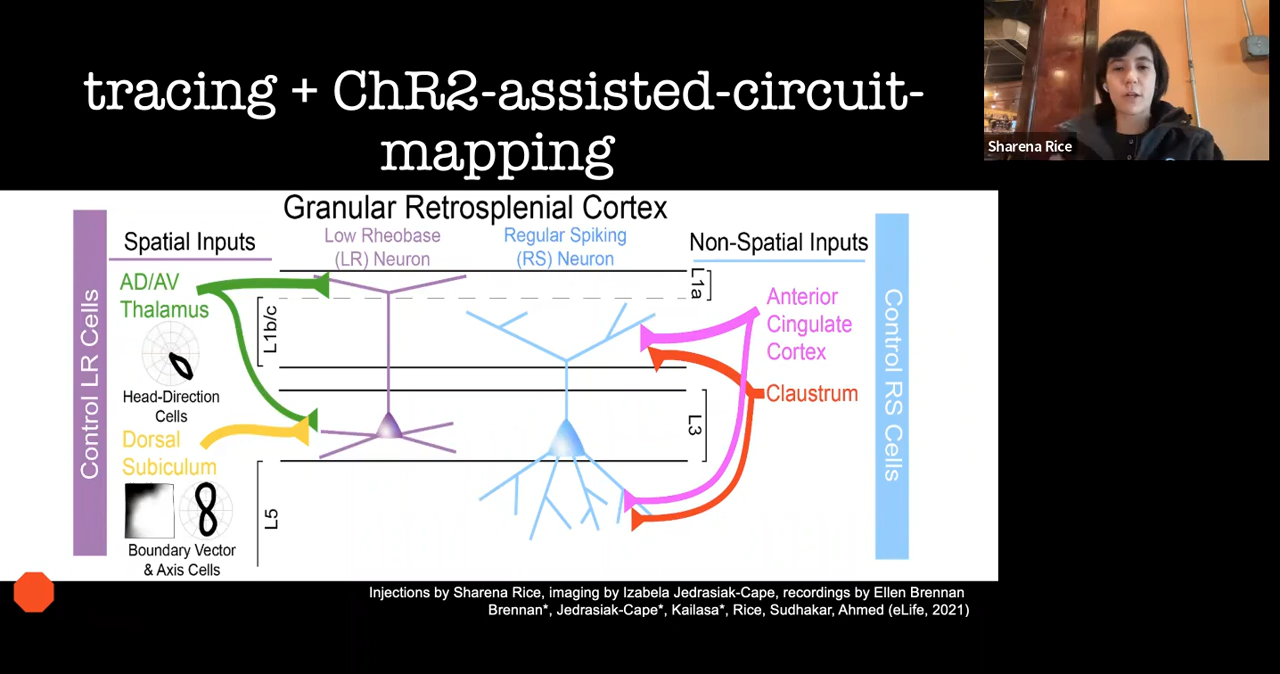 tracing + ChR2-assisted-circuit-
mapping
Sharena Rice
Granular Retrosplenial Cortex
Control LR Cells
Spatial Inputs
Low Rheobase
(LR) Neuron
Regular Spiking
(RS) Neuron
Non-Spatial Inputs
Control RS Cells
AD/AV
Thalamus
L1a
L1b/c
Head-Direction
Cells
Anterior
Cingulate
Cortex
Claustrum
L3
Dorsal
Subiculum
L5
Boundary Vector
& Axis Cells
Injections by Sharena Rice, imaging by Izabela Jedrasiak-Cape, recordings by Ellen Brennan
Brennan*, Jedrasiak-Cape*, Kailasa*, Rice, Sudhakar, Ahmed (eLife, 2021)